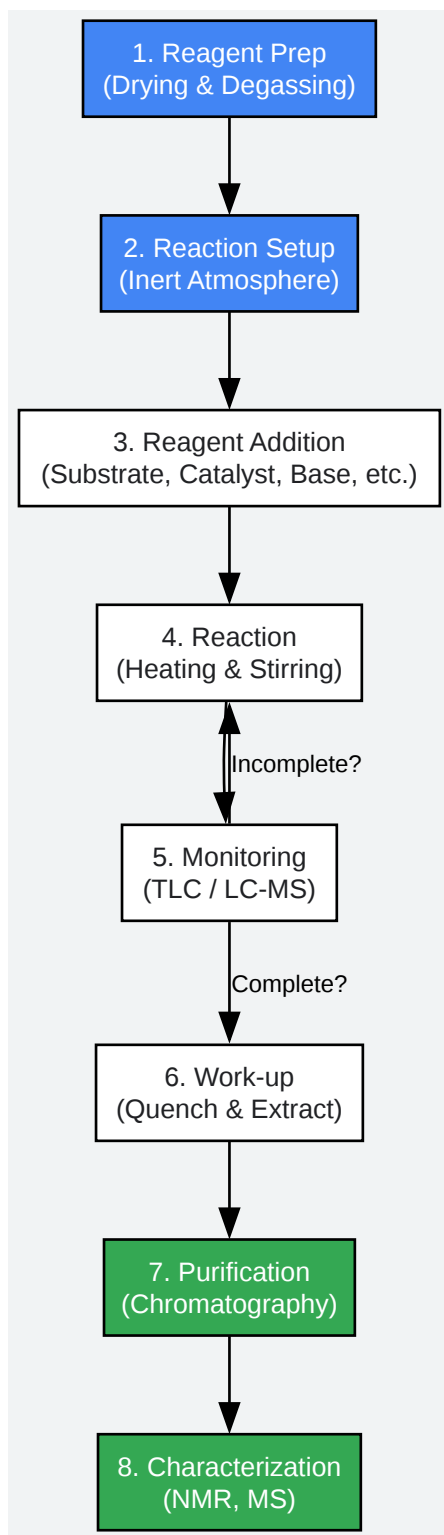 1. Reagent Prep
(Drying & Degassing)
2. Reaction Setup
(Inert Atmosphere)
3. Reagent Addition
(Substrate, Catalyst, Base, etc.)
4. Reaction
(Heating & Stirring)
Incomplete?
5. Monitoring
(TLC / LC-MS)
Complete?
6. Work-up
(Quench & Extract)
7. Purification
(Chromatography)
8. Characterization
(NMR, MS)